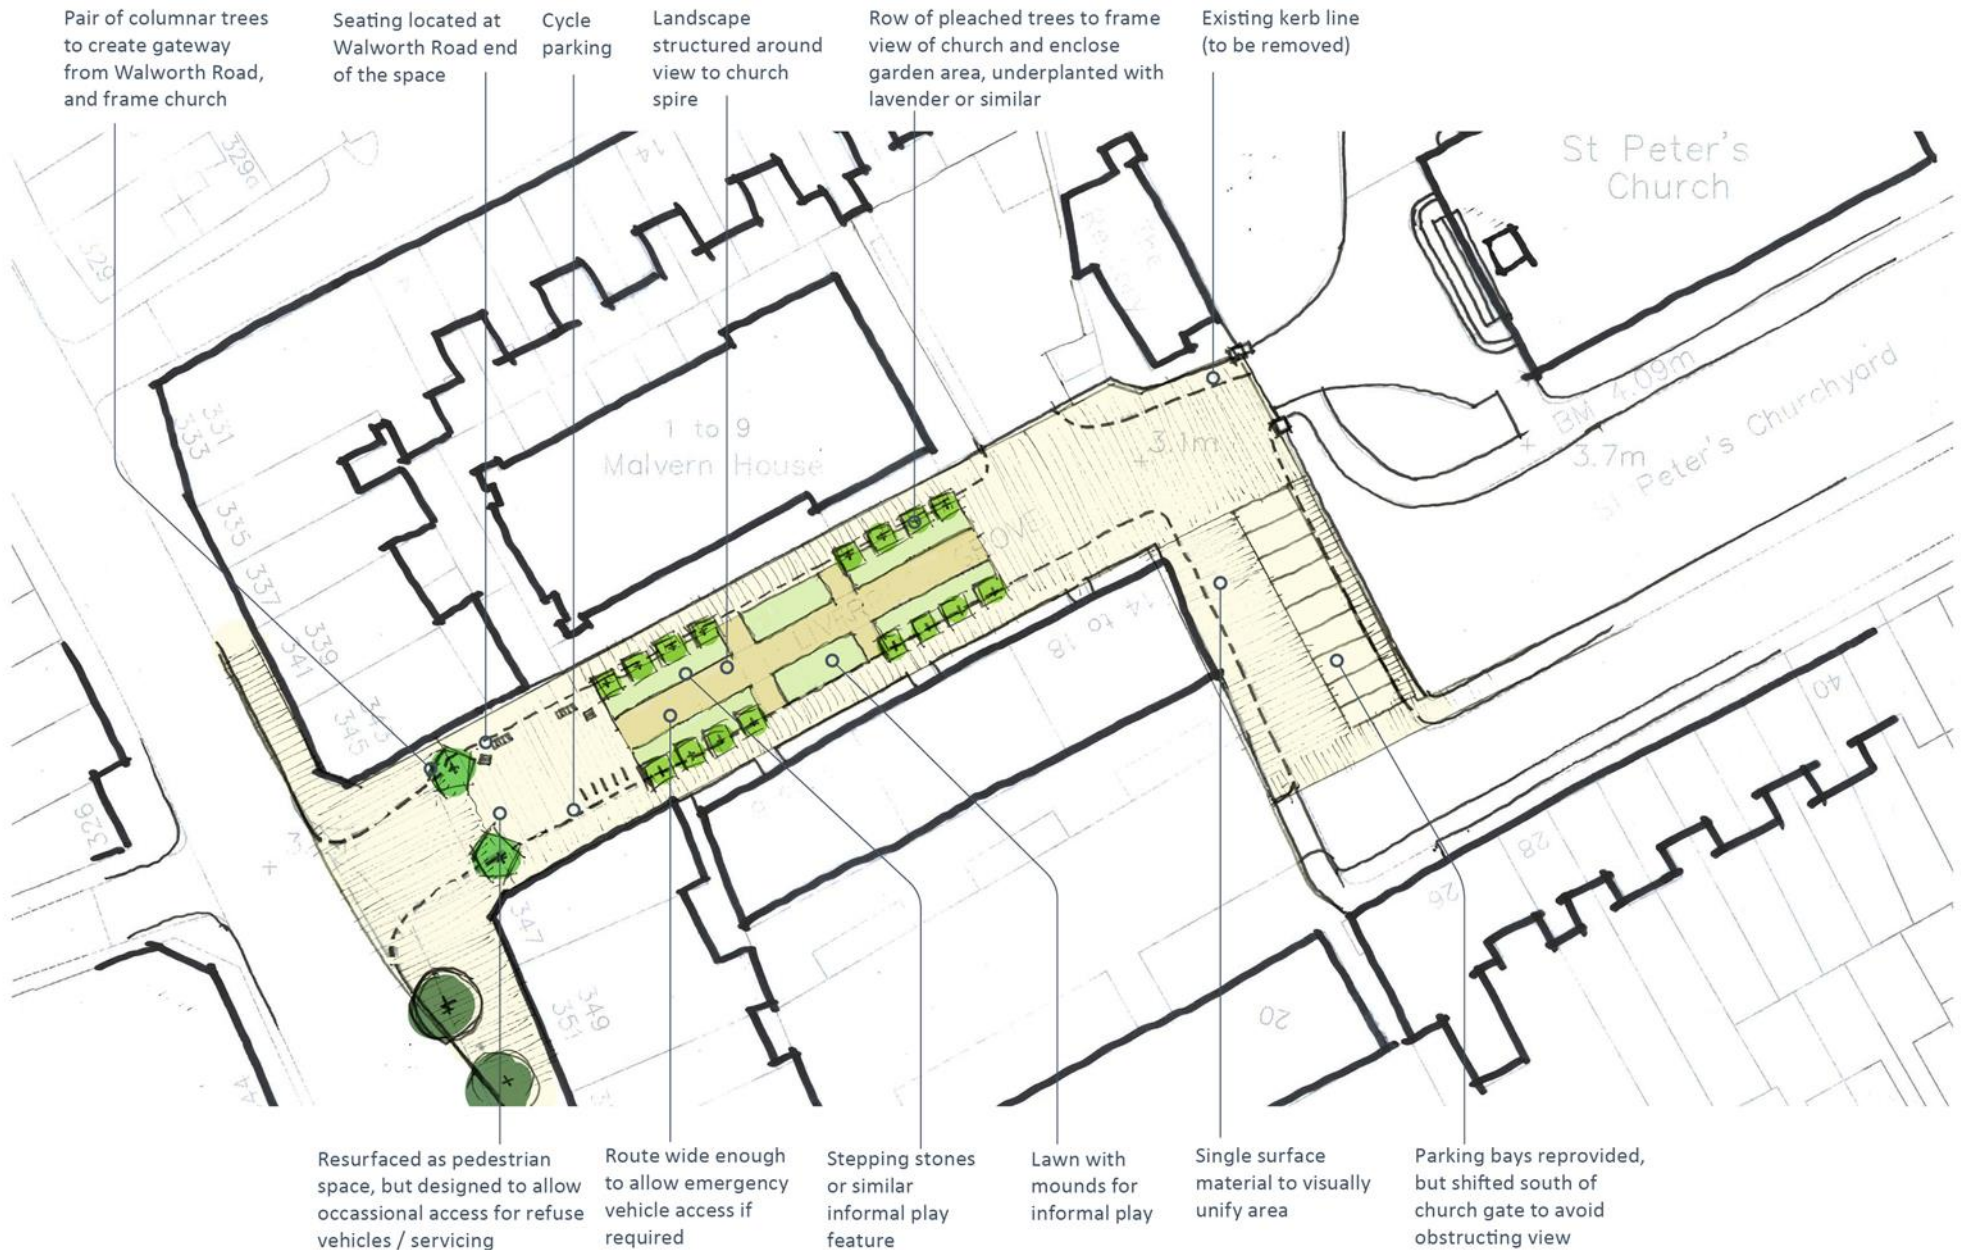 Pair of columnar trees
to create gateway
from Walworth Road,
and frame church
Seating located at
Walworth Road end
of the space
Cycle
parking
Landscape
structured around
view to church
spire
Row of pleached trees to frame
view of church and enclose
garden area, underplanted with
lavender or similar
Existing kerb line
(to be removed)
329a
14
St Peter's
Church
329
331
333
1 to 9
Malvern House
335
337
339
341
343
345
3.1m
BM 4.09m
3.7m
St Peter's Churchyard
GROVE
14 to 18
326
347
349
351
20
26
28
40
Resurfaced as pedestrian
space, but designed to allow
occassional access for refuse
vehicles / servicing
Route wide enough
to allow emergency
vehicle access if
required
Stepping stones
or similar
informal play
feature
Lawn with
mounds for
informal play
Single surface
material to visually
unify area
Parking bays reprovided,
but shifted south of
church gate to avoid
obstructing view